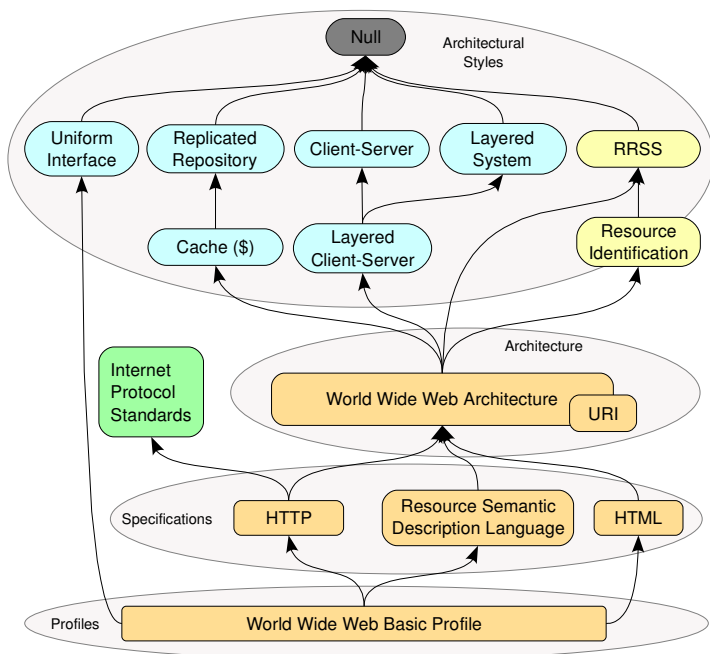 Null
Architectural
Styles
Uniform
Interface
Replicated
Repository
Client-Server
Layered
System
RRSS
Cache ($)
Layered
Client-Server
Resource
Identification
Architecture
Internet
Protocol
Standards
World Wide Web Architecture
URI
Specifications
HTTP
Resource Semantic
Description Language
HTML
Profiles
World Wide Web Basic Profile